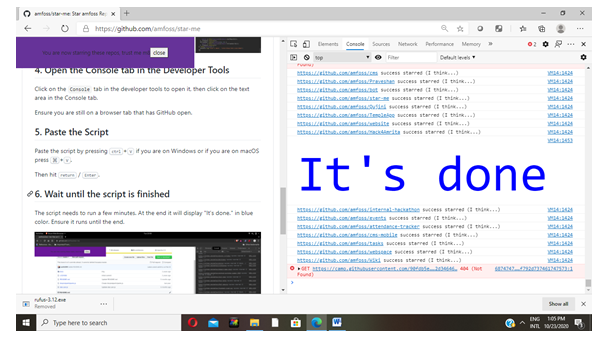 amfoss/star-me: Star amfoss Rep
https://github.com/amfoss/star-me
You are now starring these repos, trust me not
close
4. Open the Console tab in the Developer Tools
Click on the Console tab in the developer tools to open it, then click on the text
area in the Console tab.
Ensure you are still on a browser tab that has GitHub open.
5. Paste the Script
Paste the script by pressing ctrl + v if you are on Windows or if you are on macOS
press ⌘ + v .
Then hit return / Enter .
6. Wait until the script is finished
The script needs to run a few minutes. At the end it will display "It's done." in blue
color. Ensure it runs until the end.
Elements Console Sources Network Performance Memory
2
top Filter Default levels
Found)
https://github.com/amfoss/cms success starred (I think...) VM14:1424
https://github.com/amfoss/Praveshan success starred (I think...) VM14:1424
https://github.com/amfoss/bot success starred (I think...) VM14:1424
https://github.com/amfoss/star-me success starred (I think...) VM14:1424
https://github.com/amfoss/QuTini success starred (I think...) VM14:1424
https://github.com/amfoss/TempleApp success starred (I think...) VM14:1424
https://github.com/amfoss/website success starred (I think...) VM14:1424
https://github.com/amfoss/Hack4Amrita success starred (I think...) VM14:1424
VM14:1453
It's done
https://github.com/amfoss/internal-hackathon success starred (I think...) VM14:1424
https://github.com/amfoss/events success starred (I think...) VM14:1424
https://github.com/amfoss/attendance-tracker success starred (I think...) VM14:1424
https://github.com/amfoss/cms-mobile success starred (I think...) VM14:1424
https://github.com/amfoss/tasks success starred (I think...) VM14:1424
https://github.com/amfoss/webspace success starred (I think...) VM14:1424
https://github.com/amfoss/Wiki success starred (I think...) VM14:1424
GET https://camo.githubusercontent.com/ 404 (Not
Found)
rufus-3.12.exe
Removed
Show all
Type here to search
ENG
INTL
1:05 PM
10/23/2020